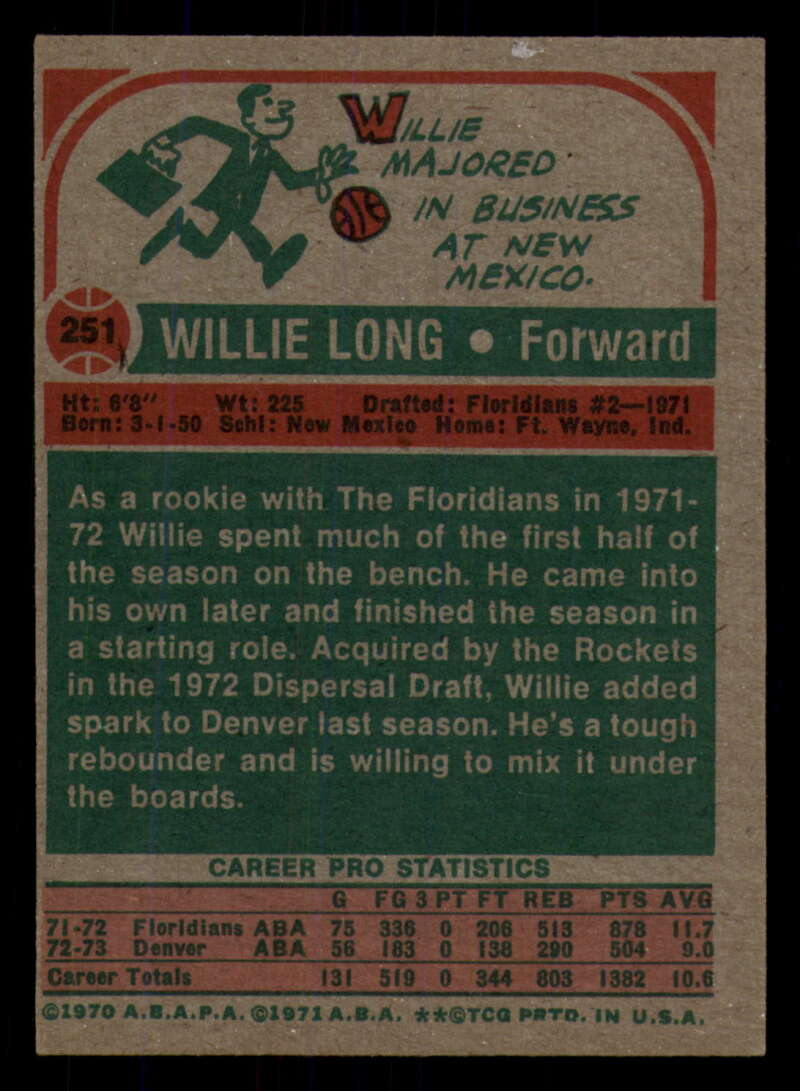 WILLIE
MAJORED
IN BUSINESS
AT NEW
MEXICO.
251
WILLIE LONG • Forward
Ht: 6'8" Wt: 225 Drafted: Floridians #2—1971
Born: 3-1-50 Schl: New Mexico Home: Ft. Wayne, Ind.
As a rookie with The Floridians in 1971-
72 Willie spent much of the first half of
the season on the bench. He came into
his own later and finished the season in
a starting role. Acquired by the Rockets
in the 1972 Dispersal Draft, Willie added
spark to Denver last season. He's a tough
rebounder and is willing to mix it under
the boards.
CAREER PRO STATISTICS
G FG 3 PT FT REB PTS AVG
71-72 Floridians ABA 75 336 0 206 513 878 11.7
72-73 Denver ABA 56 183 0 138 290 504 9.0
Career Totals 131 519 0 344 803 1382 10.6
©1970 A.B.A.P.A. ©1971 A.B.A. **©TCG PRTD. IN U.S.A.